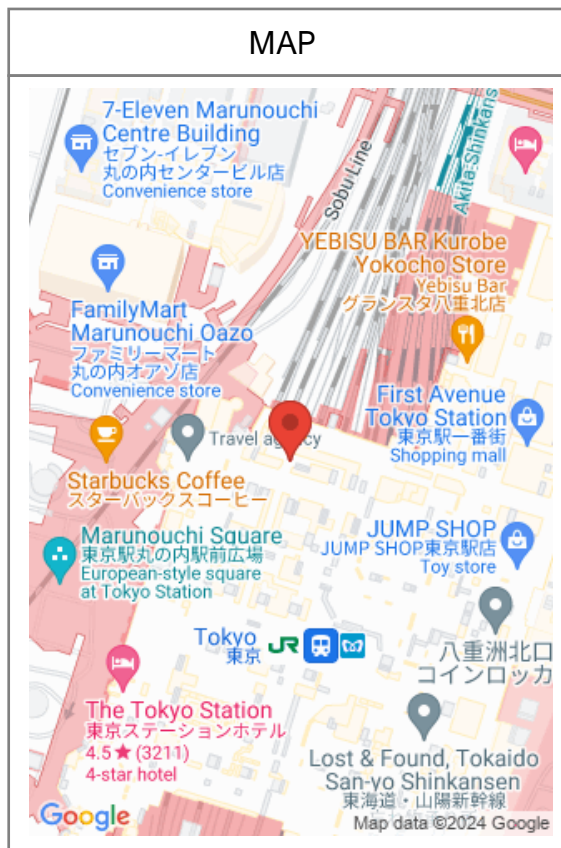 MAP
7-Eleven Marunouchi
Centre Building
セブン-イレブン
丸の内センタービル店
Convenience store
Sobu Line
Akita-Shinkans
YEBISU BAR Kurobe
Yokocho Store
Yebisu Bar
グランスタ八重北店
FamilyMart
Marunouchi Oazo
ファミリーマート
丸の内オアゾ店
Convenience store
First Avenue
Tokyo Station
東京駅一番街
Shopping mall
Travel agency
Starbucks Coffee
スターバックスコーヒー
Marunouchi Square
東京駅丸の内駅前広場
European-style square
at Tokyo Station
JUMP SHOP
JUMP SHOP東京駅店
Toy store
Tokyo
東京
JR
八重洲北口
コインロッカ
The Tokyo Station
東京ステーションホテル
4.5★(3211)
4-star hotel
Lost & Found, Tokaido
San-yo Shinkansen
東海道・山陽新幹線
Google
Map data ©2024 Google